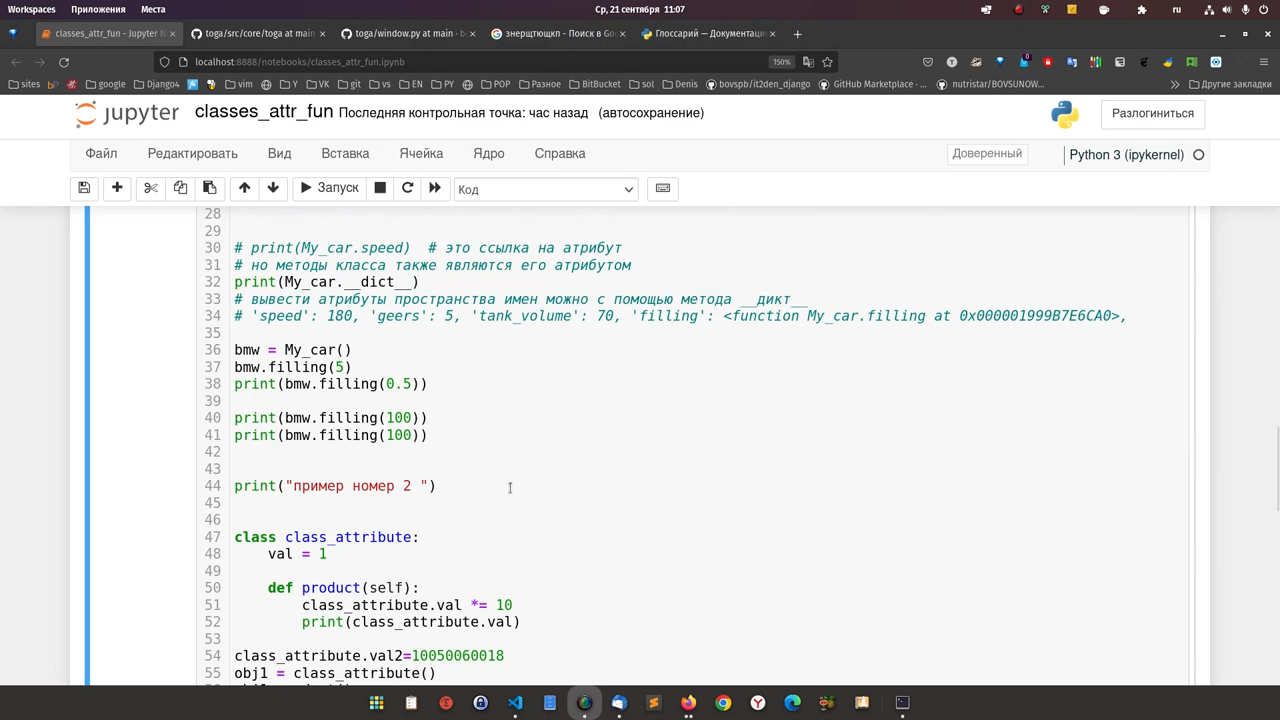 Workspaces Приложения Места Ср, 21 сентября 11:07 ru
classes_attr_fun - Jupyter N toga/src/core/toga at main · toga/window.py at main · b знерщтющкп - Поиск в Go Глоссарий — Документаци
localhost:8888/notebooks/classes_attr_fun.ipynb 150%
sites google Django4 vim git vs EN PY POP Разное BitBucket sol Denis bovspb/it2den_django GitHub Marketplace · ... nutristar/BOVSUNOW... Другие закладки
jupyter classes_attr_fun Последняя контрольная точка: час назад (автосохранение) Разлогиниться
Файл Редактировать Вид Вставка Ячейка Ядро Справка Доверенный Python 3 (ipykernel)
Запуск Код
28
29
30 # print(My_car.speed)  # это ссылка на атрибут
31 # но методы класса также являются его атрибутом
32 print(My_car.__dict__)
33 # вывести атрибуты пространства имен можно с помощью метода __дикт__
34 # 'speed': 180, 'geers': 5, 'tank_volume': 70, 'filling': <function My_car.filling at 0x000001999B7E6CA0>,
35
36 bmw = My_car()
37 bmw.filling(5)
38 print(bmw.filling(0.5))
39
40 print(bmw.filling(100))
41 print(bmw.filling(100))
42
43
44 print("пример номер 2 ")
45
46
47 class class_attribute:
48     val = 1
49
50     def product(self):
51         class_attribute.val *= 10
52         print(class_attribute.val)
53
54 class_attribute.val2=10050060018
55 obj1 = class_attribute()